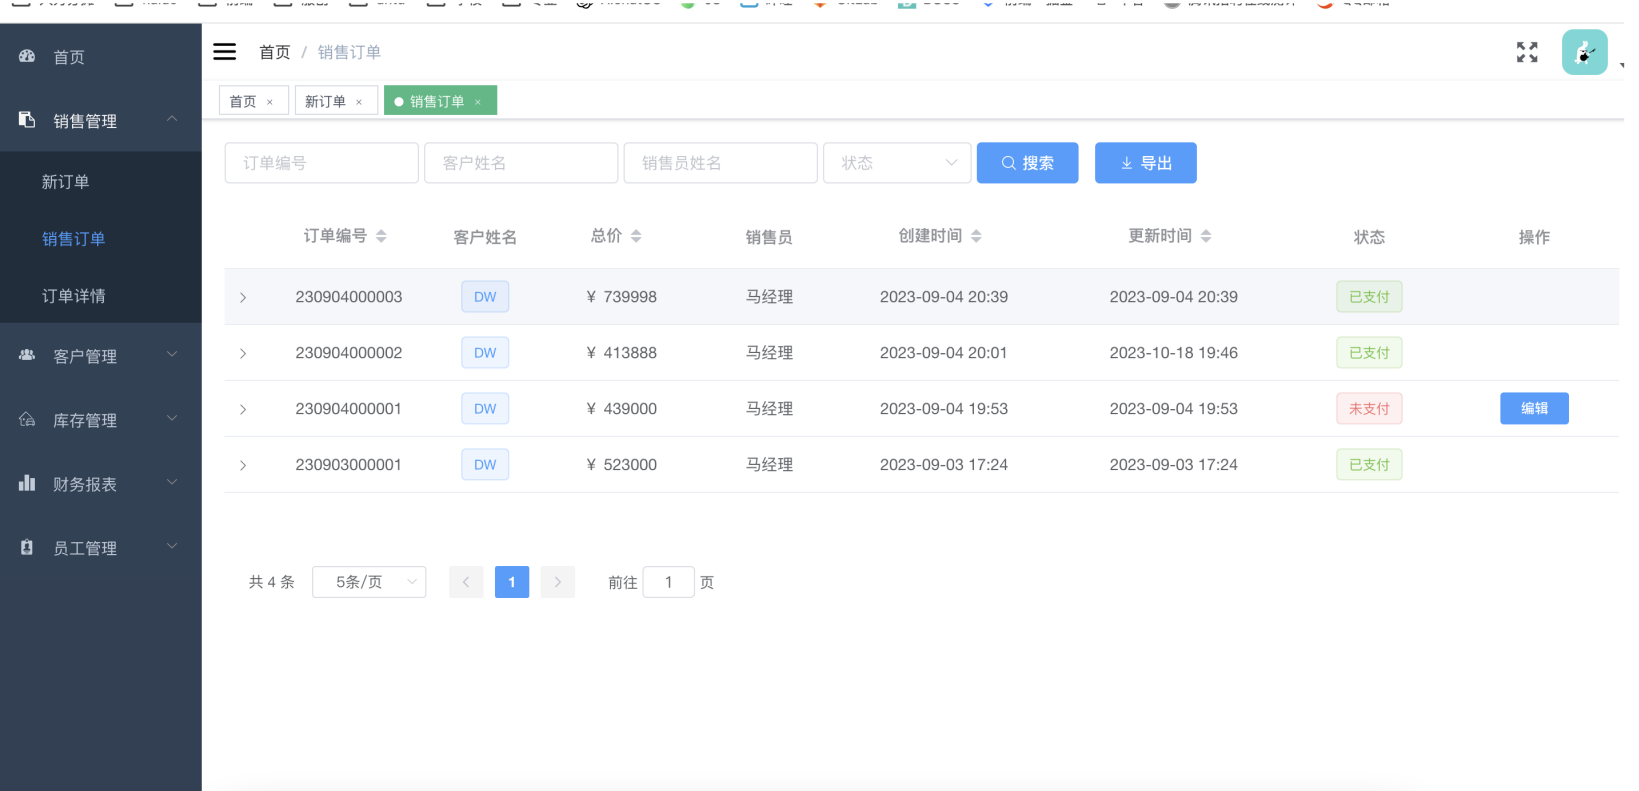 首页 / 销售订单
首页 × 新订单 × 销售订单 ×
首页
销售管理
新订单
销售订单
订单详情
客户管理
库存管理
财务报表
员工管理
订单编号 客户姓名 销售员姓名 状态 搜索 导出
订单编号 客户姓名 总价 销售员 创建时间 更新时间 状态 操作
230904000003 DW ¥ 739998 马经理 2023-09-04 20:39 2023-09-04 20:39 已支付
230904000002 DW ¥ 413888 马经理 2023-09-04 20:01 2023-10-18 19:46 已支付
230904000001 DW ¥ 439000 马经理 2023-09-04 19:53 2023-09-04 19:53 未支付 编辑
230903000001 DW ¥ 523000 马经理 2023-09-03 17:24 2023-09-03 17:24 已支付
共 4 条 5条/页 1 前往 1 页